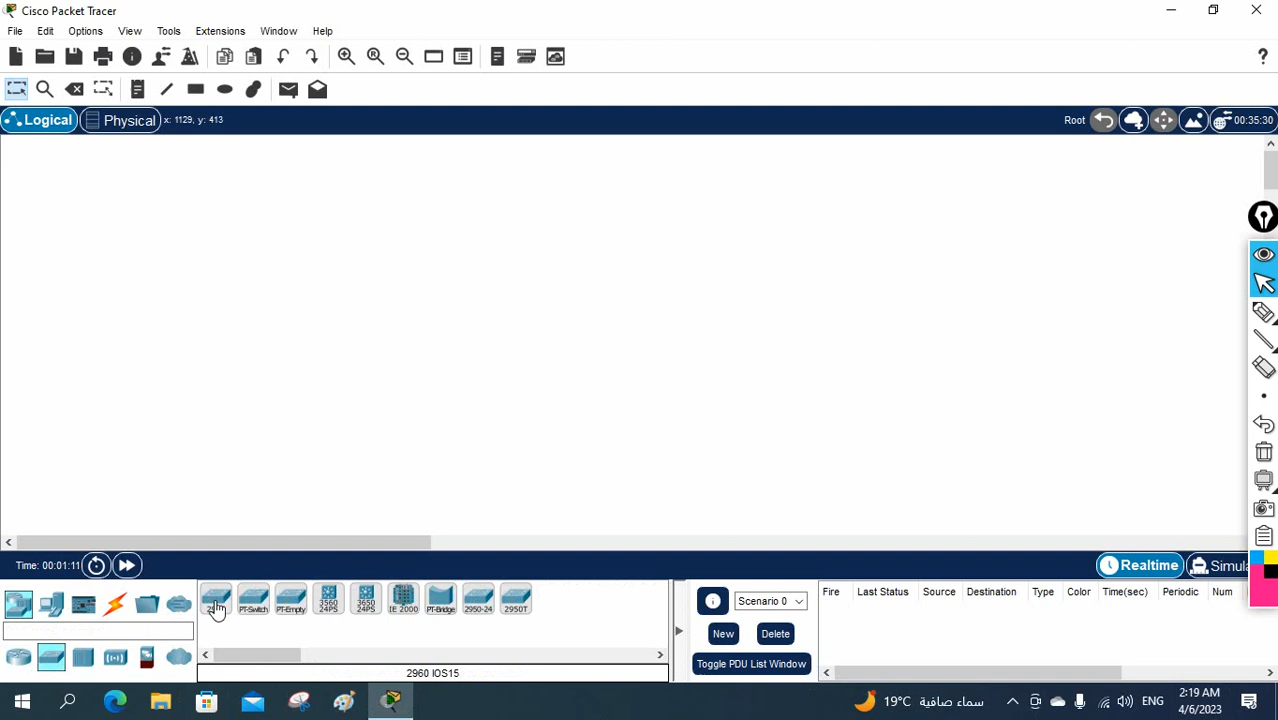 Cisco Packet Tracer
File Edit Options View Tools Extensions Window Help
Logical Physical x: 1129, y: 413 Root 00:35:30
Time: 00:01:11 Realtime
PT-Switch PT-Empty 3560 24PS 3650 24PS IE 2000 PT-Bridge 2950-24 2950T
2960 IOS15
Scenario 0
New Delete
Toggle PDU List Window
Fire Last Status Source Destination Type Color Time(sec) Periodic Num
19°C سماء صافية ENG 2:19 AM
4/6/2023